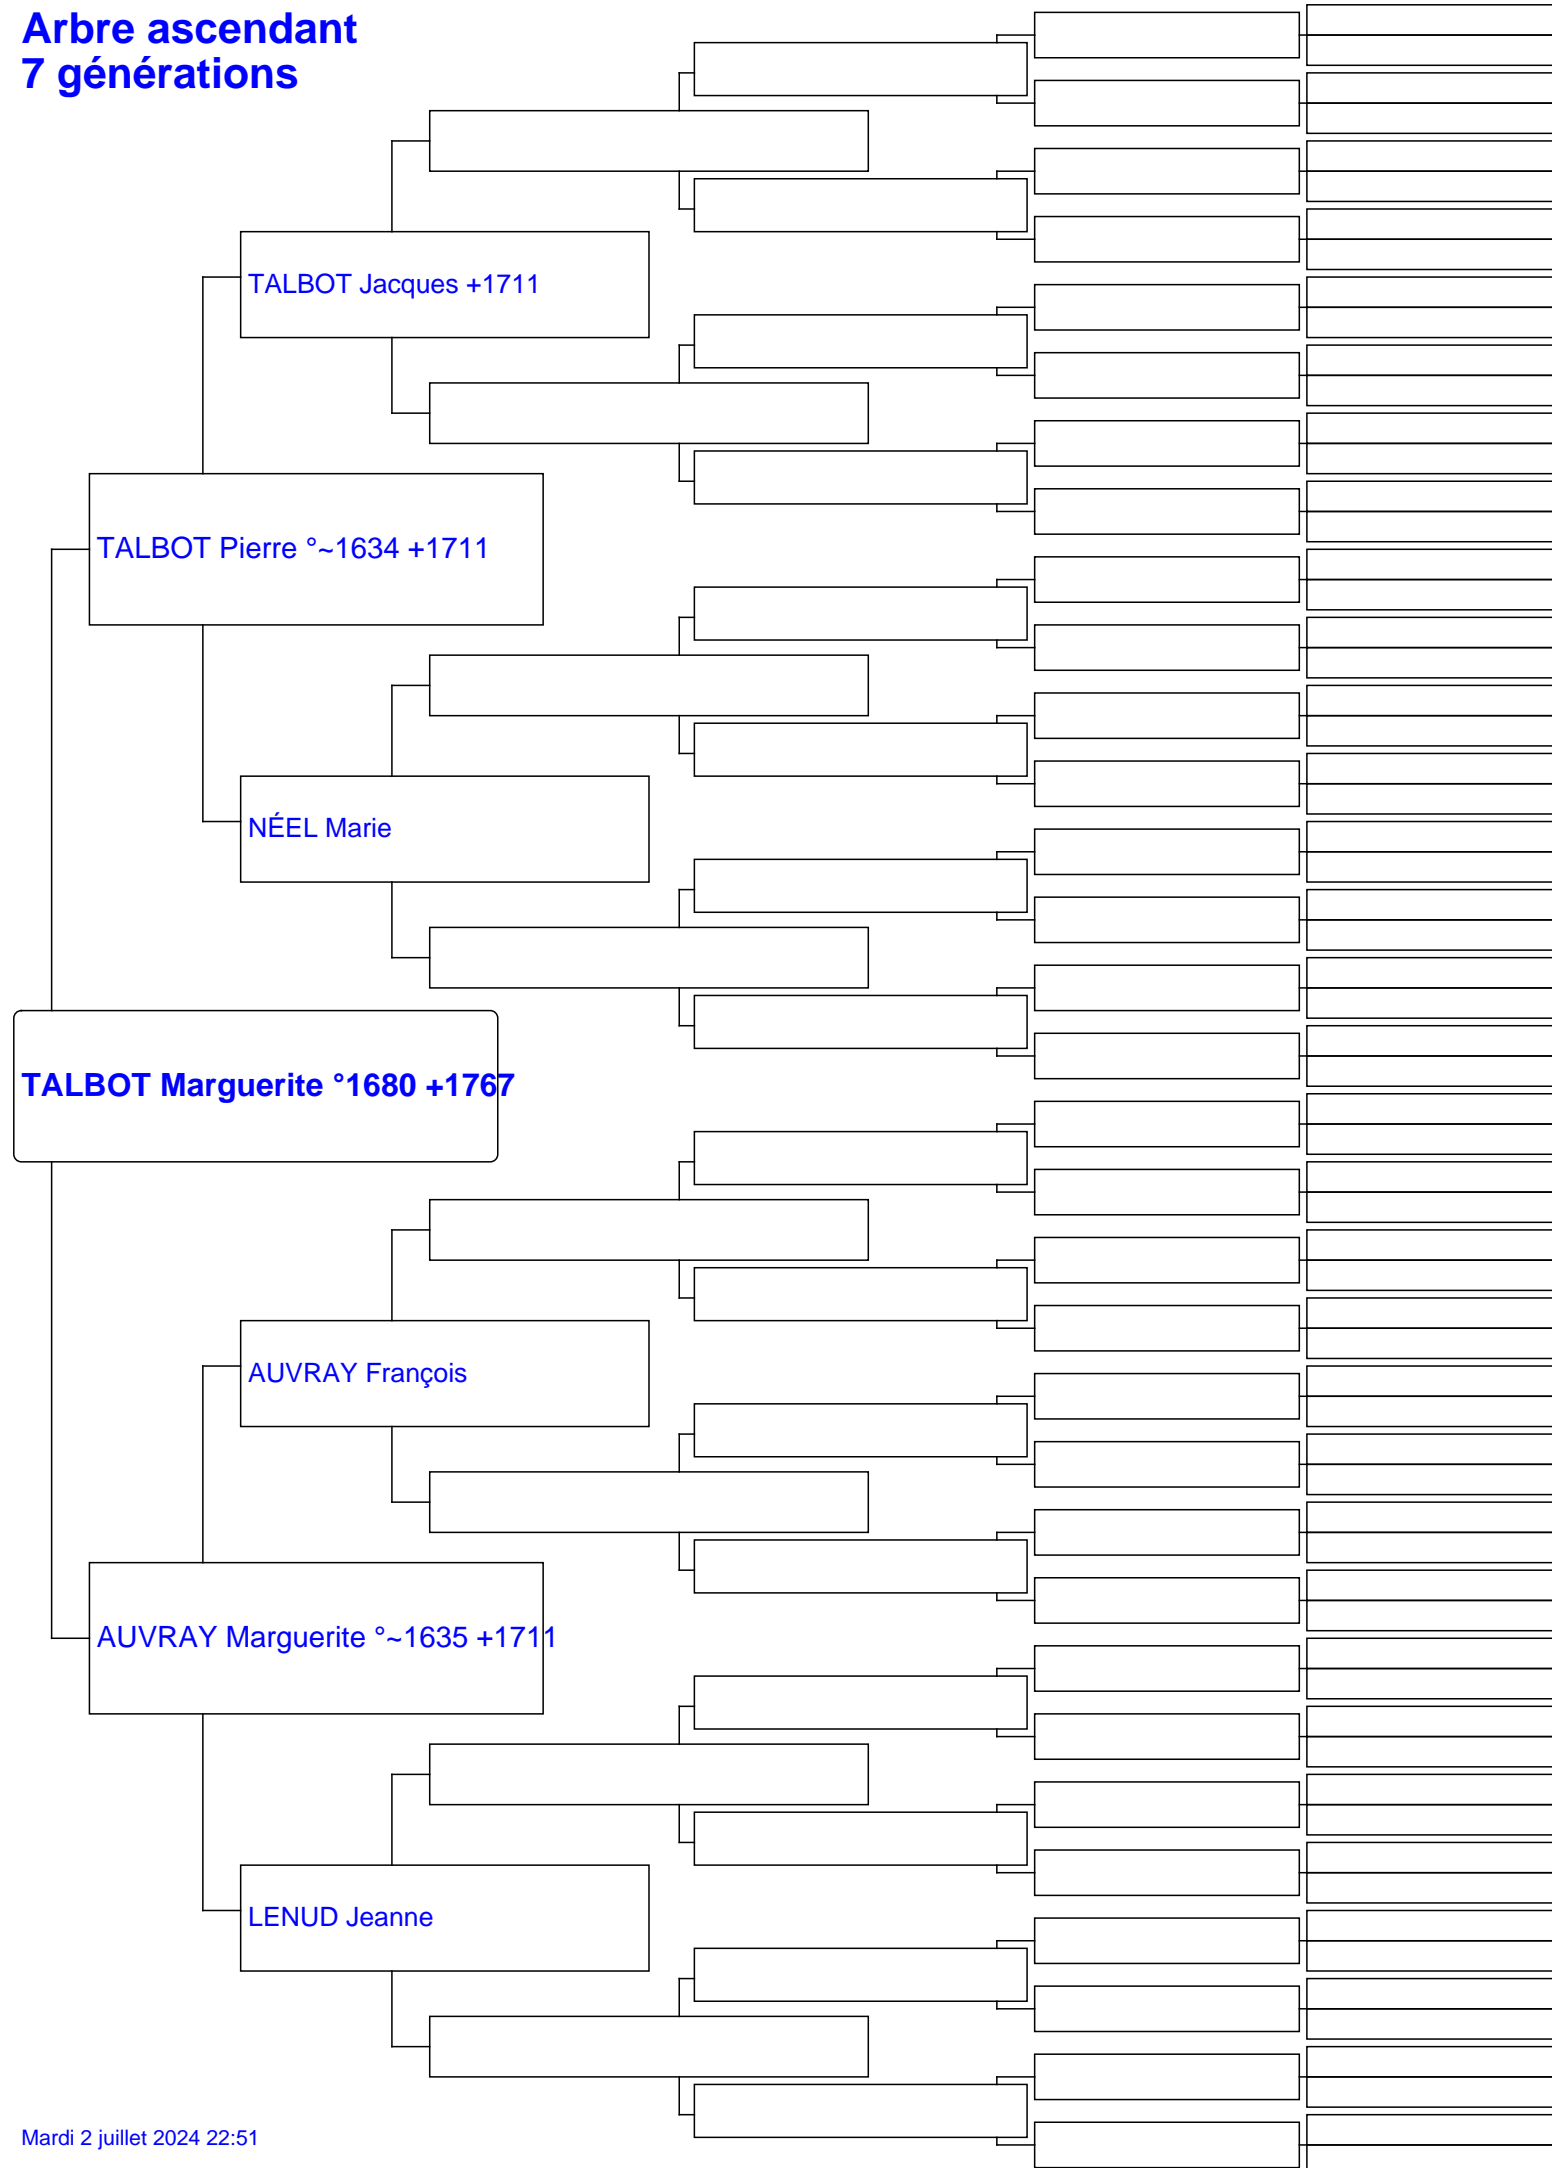 Arbre ascendant
7 générations
TALBOT Jacques +1711
TALBOT Pierre °~1634 +1711
NÉEL Marie
TALBOT Marguerite °1680 +1767
AUVRAY François
AUVRAY Marguerite °~1635 +1711
LENUD Jeanne
Mardi 2 juillet 2024 22:51